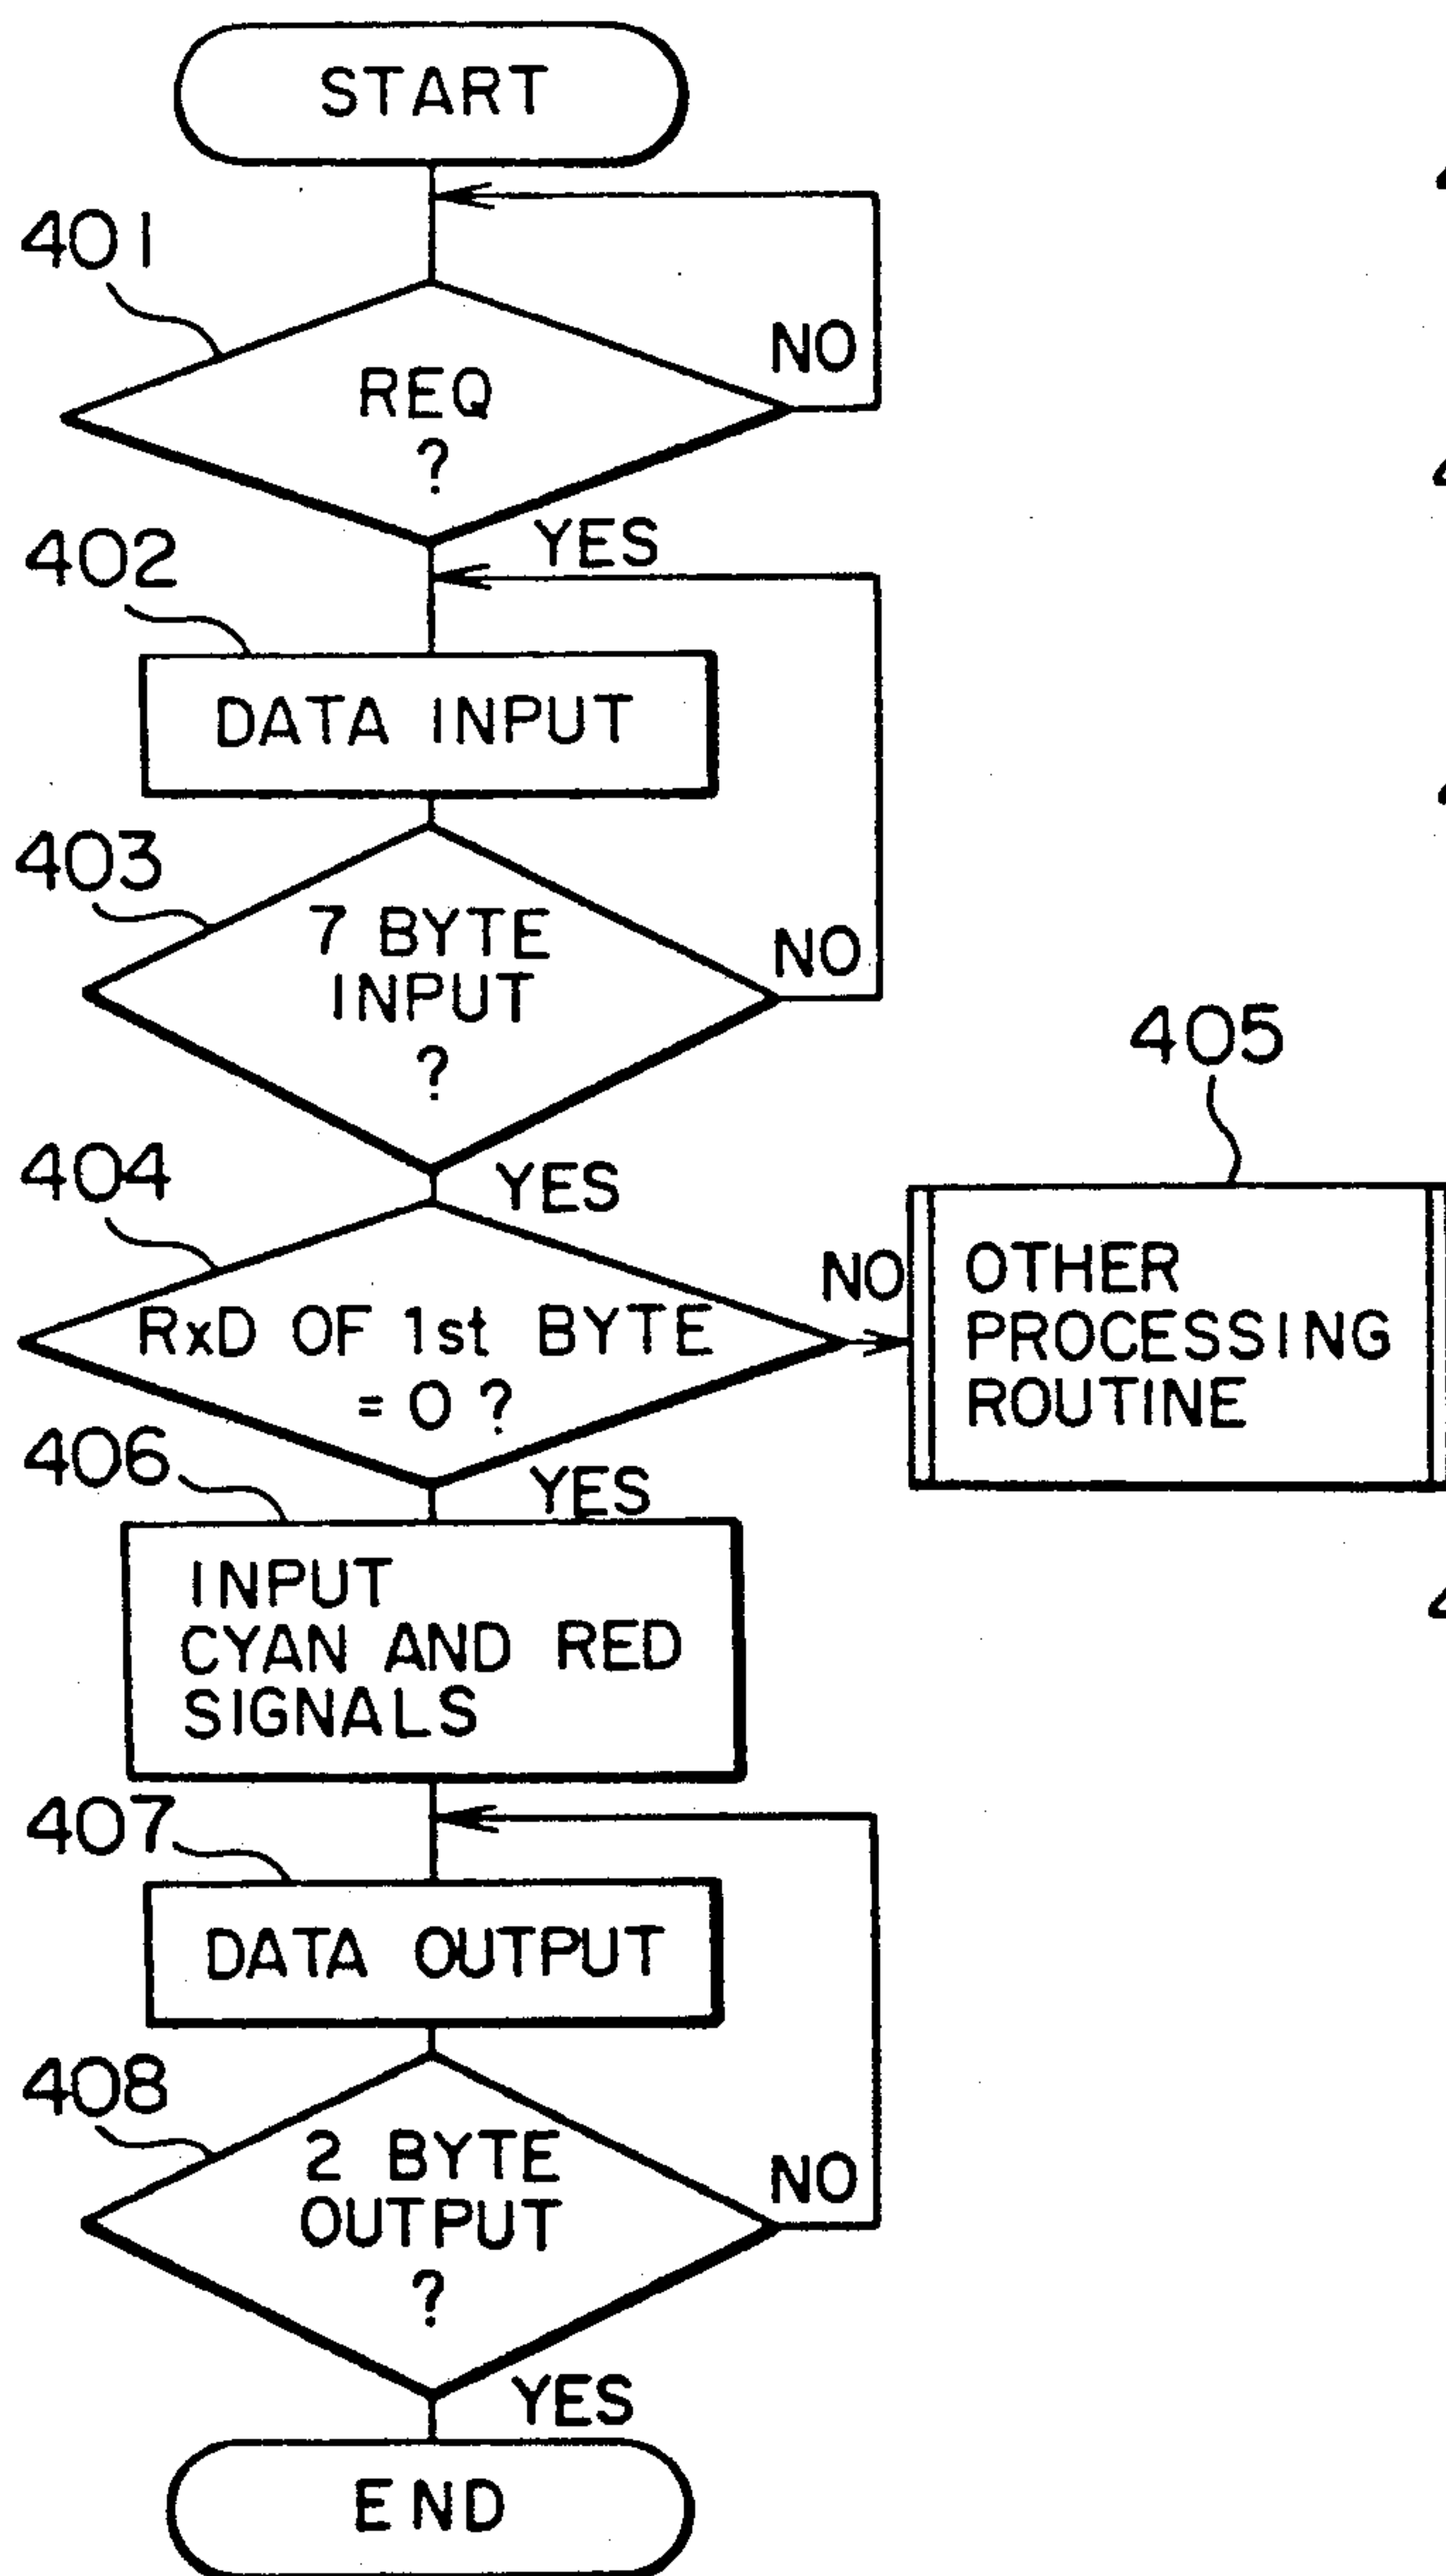 START
401
REQ
?
NO
YES
402
DATA INPUT
403
7 BYTE
INPUT
?
NO
YES
404
RxD OF 1st BYTE
= 0 ?
NO
405
OTHER
PROCESSING
ROUTINE
YES
406
INPUT
CYAN AND RED
SIGNALS
407
DATA OUTPUT
408
2 BYTE
OUTPUT
?
NO
YES
END